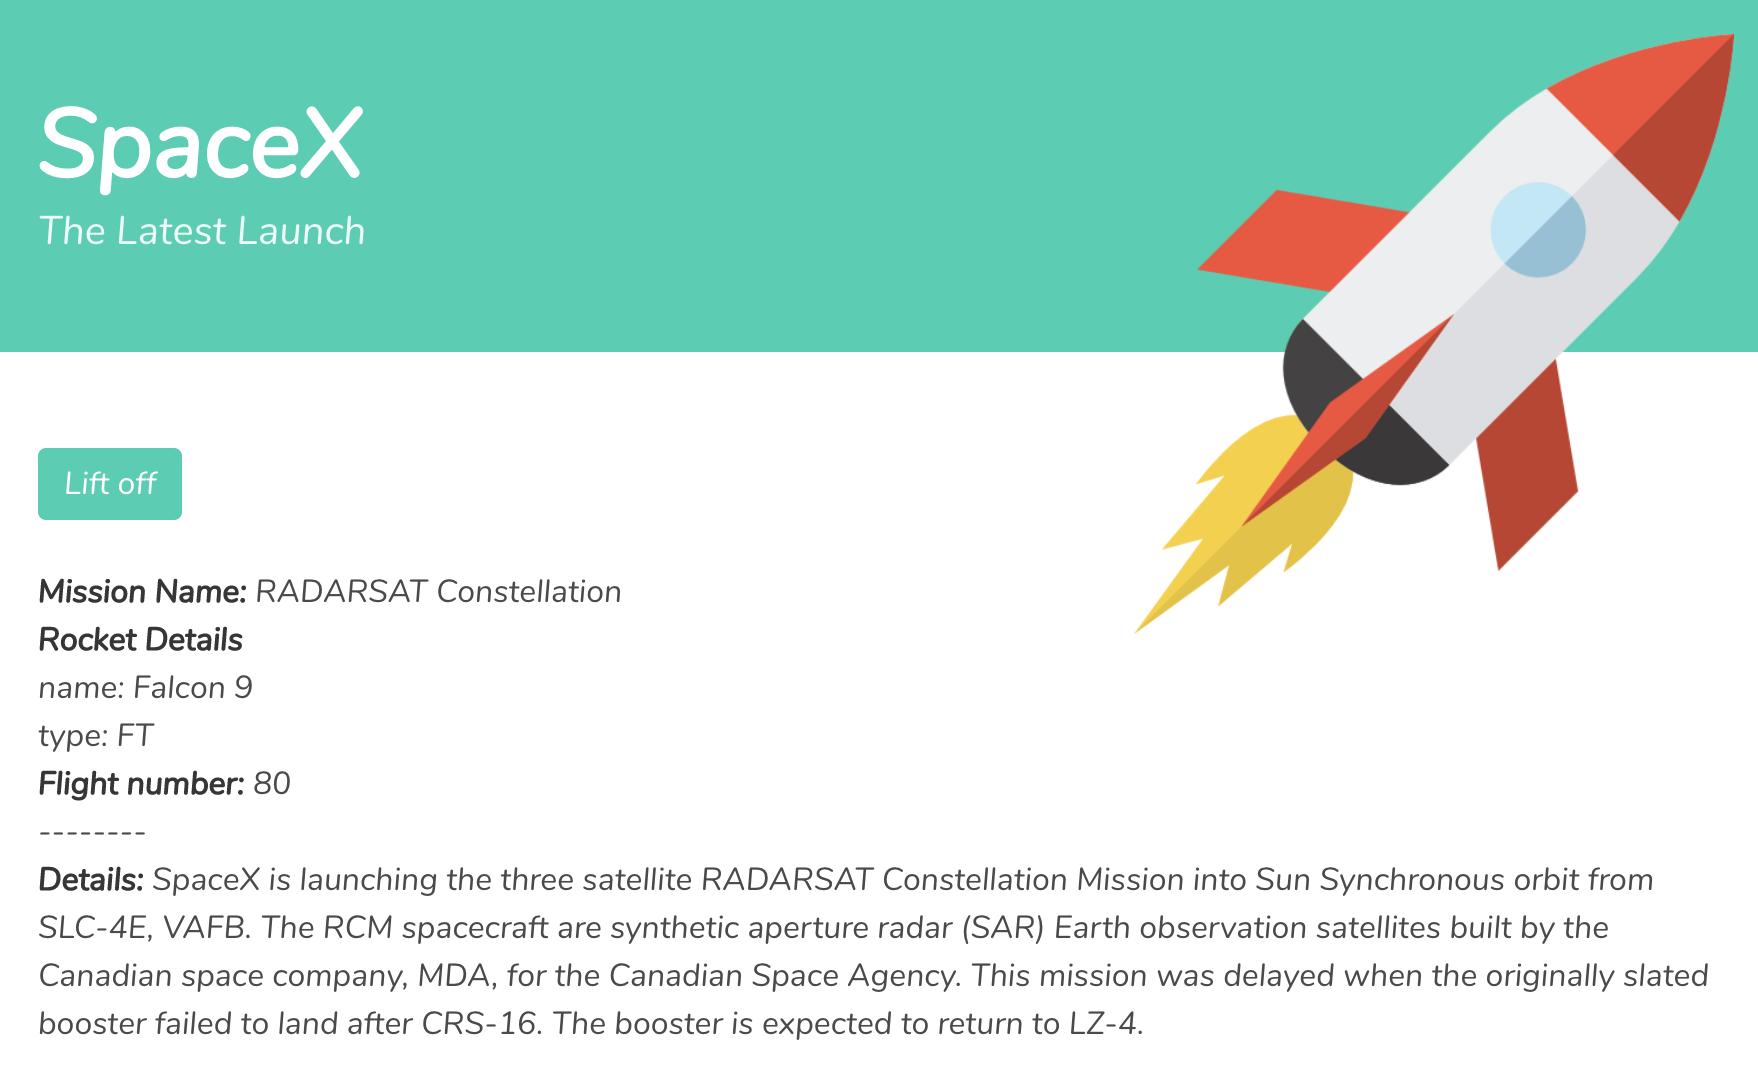 SpaceX
The Latest Launch
Lift off
Mission Name: RADARSAT Constellation
Rocket Details
name: Falcon 9
type: FT
Flight number: 80
--------
Details: SpaceX is launching the three satellite RADARSAT Constellation Mission into Sun Synchronous orbit from
SLC-4E, VAFB. The RCM spacecraft are synthetic aperture radar (SAR) Earth observation satellites built by the
Canadian space company, MDA, for the Canadian Space Agency. This mission was delayed when the originally slated
booster failed to land after CRS-16. The booster is expected to return to LZ-4.